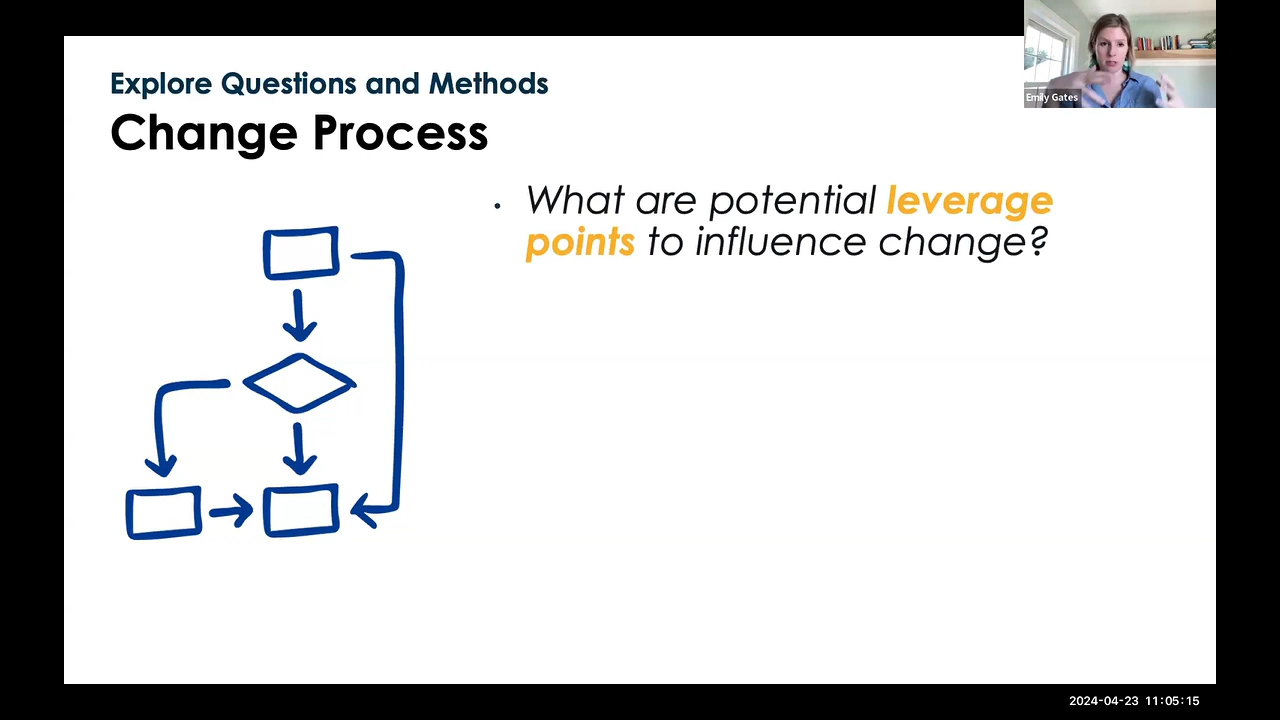 Explore Questions and Methods
Change Process
• What are potential leverage
points to influence change?
Emily Gates
2024-04-23 11:05:15